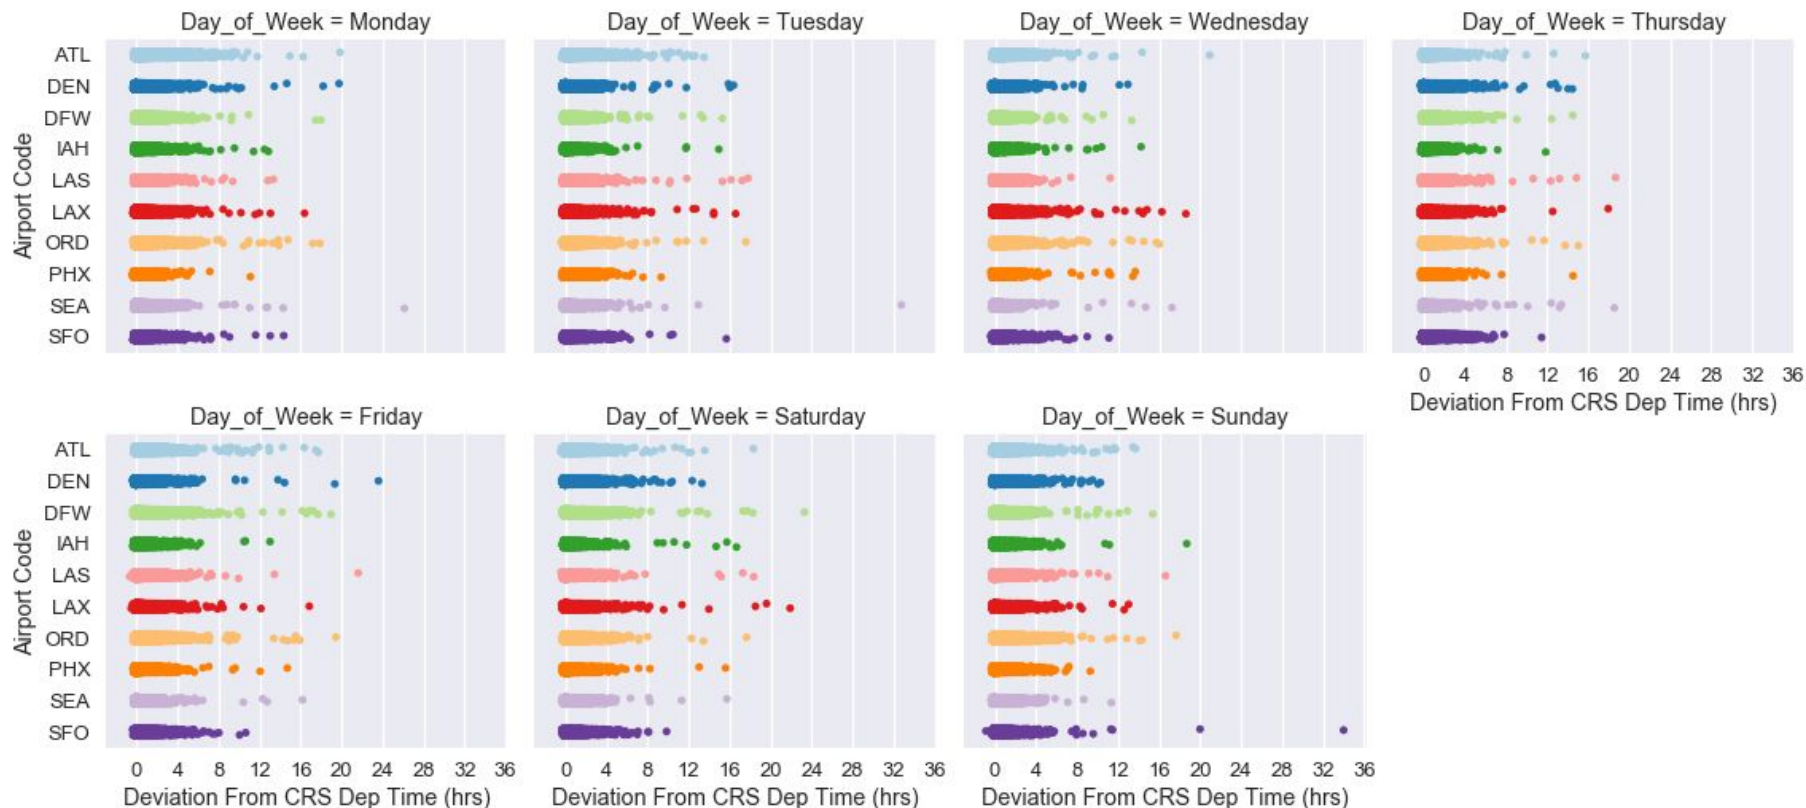 Day_of_Week = Monday
Day_of_Week = Tuesday
Day_of_Week = Wednesday
Day_of_Week = Thursday
Airport Code
ATL
DEN
DFW
IAH
LAS
LAX
ORD
PHX
SEA
SFO
0 4 8 12 16 20 24 28 32 36
Deviation From CRS Dep Time (hrs)
Day_of_Week = Friday
Day_of_Week = Saturday
Day_of_Week = Sunday
Airport Code
ATL
DEN
DFW
IAH
LAS
LAX
ORD
PHX
SEA
SFO
0 4 8 12 16 20 24 28 32 36
0 4 8 12 16 20 24 28 32 36
0 4 8 12 16 20 24 28 32 36
Deviation From CRS Dep Time (hrs)
Deviation From CRS Dep Time (hrs)
Deviation From CRS Dep Time (hrs)